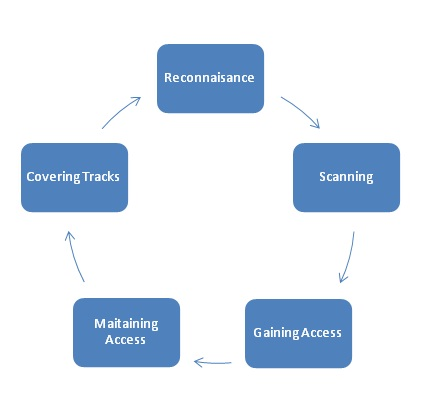 Reconnaisance
Scanning
Gaining Access
Maitaining
Access
Covering Tracks